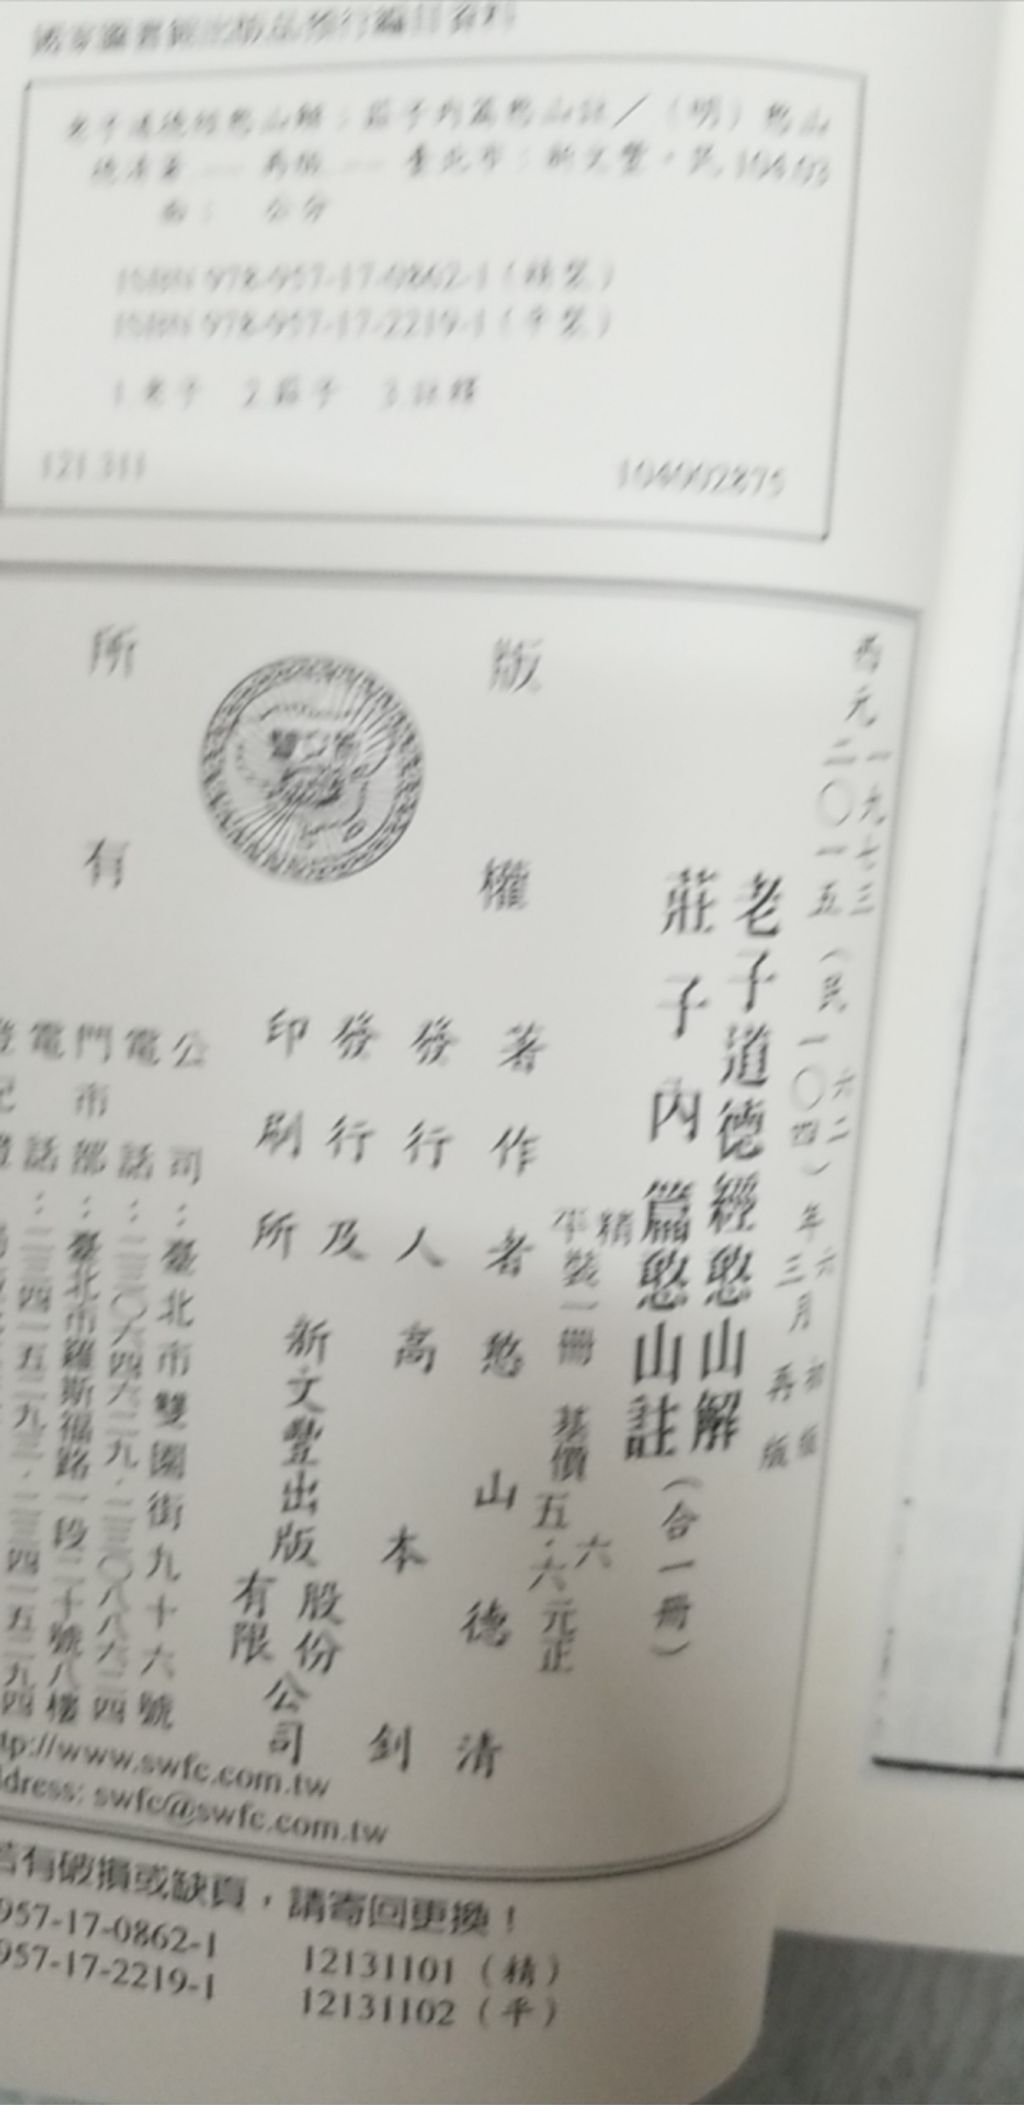 國家圖書館出版品預行編目資料
老子道德經憨山解;莊子內篇憨山註/(明)憨山
德清著 -- 再版 -- 臺北市:新文豐,民104.03
面; 公分
ISBN 978-957-17-0862-1(精裝)
ISBN 978-957-17-2219-1(平裝)
1.老子 2.莊子 3.註釋
121.311
104002875
西元一九七三(民六二)年六月初版
二〇一五(民一〇四)年三月再版
老子道德經憨山解
莊子內篇憨山註
(合一冊)
精
平裝一冊 基價 六
五.六元正
版權
所有
著作者 憨山德清
發行人 高本釗
發行及
印刷所 新文豐出版股份有限公司
公司:臺北市雙園街九十六號
電話:二三〇六四六二九.二三〇八八六二四
門市部:臺北市羅斯福路一段二十號八樓
電話:二三四一五二九三.二三四一五二九四
tp://www.swfc.com.tw
dress: swfc@swfc.com.tw
有破損或缺頁,請寄回更換!
957-17-0862-1 12131101(精)
957-17-2219-1 12131102(平)